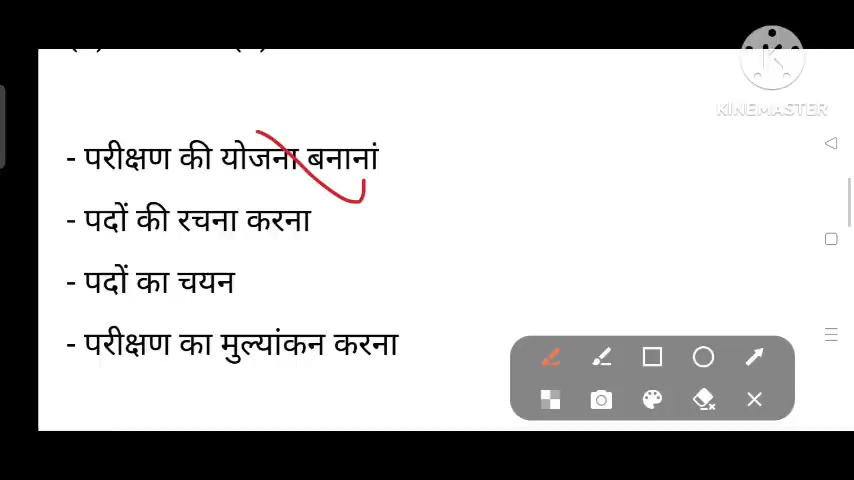 KINEMASTER
- परीक्षण की योजना बनानां
- पदों की रचना करना
- पदों का चयन
- परीक्षण का मुल्यांकन करना